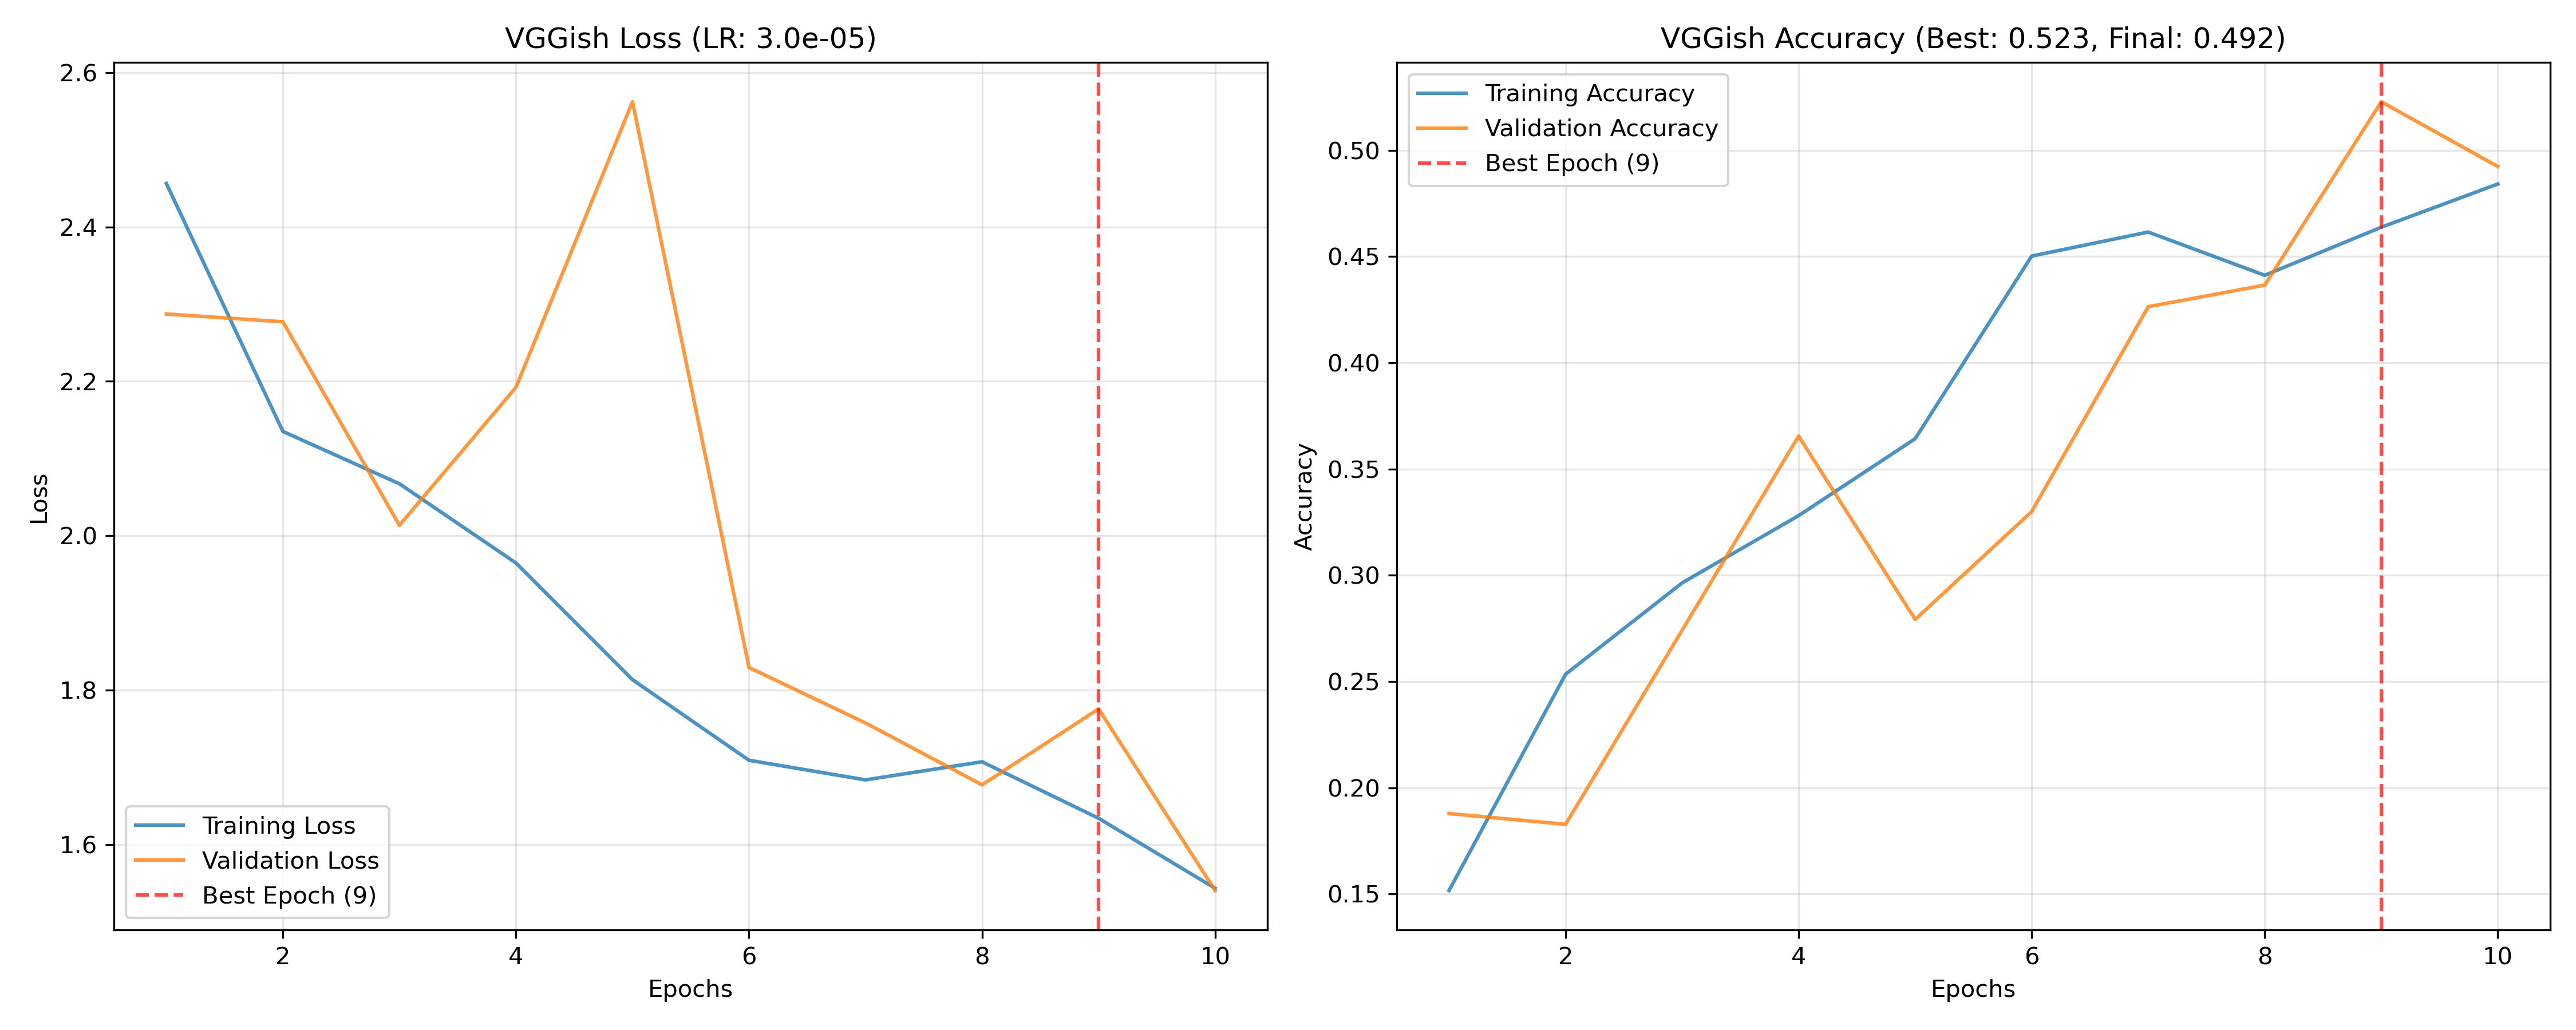 VGGish Loss (LR: 3.0e-05)
2.6
2.4
2.2
2.0
1.8
1.6
Loss
Training Loss
Validation Loss
Best Epoch (9)
2 4 6 8 10
Epochs
VGGish Accuracy (Best: 0.523, Final: 0.492)
Training Accuracy
Validation Accuracy
Best Epoch (9)
0.50
0.45
0.40
0.35
0.30
0.25
0.20
0.15
Accuracy
2 4 6 8 10
Epochs